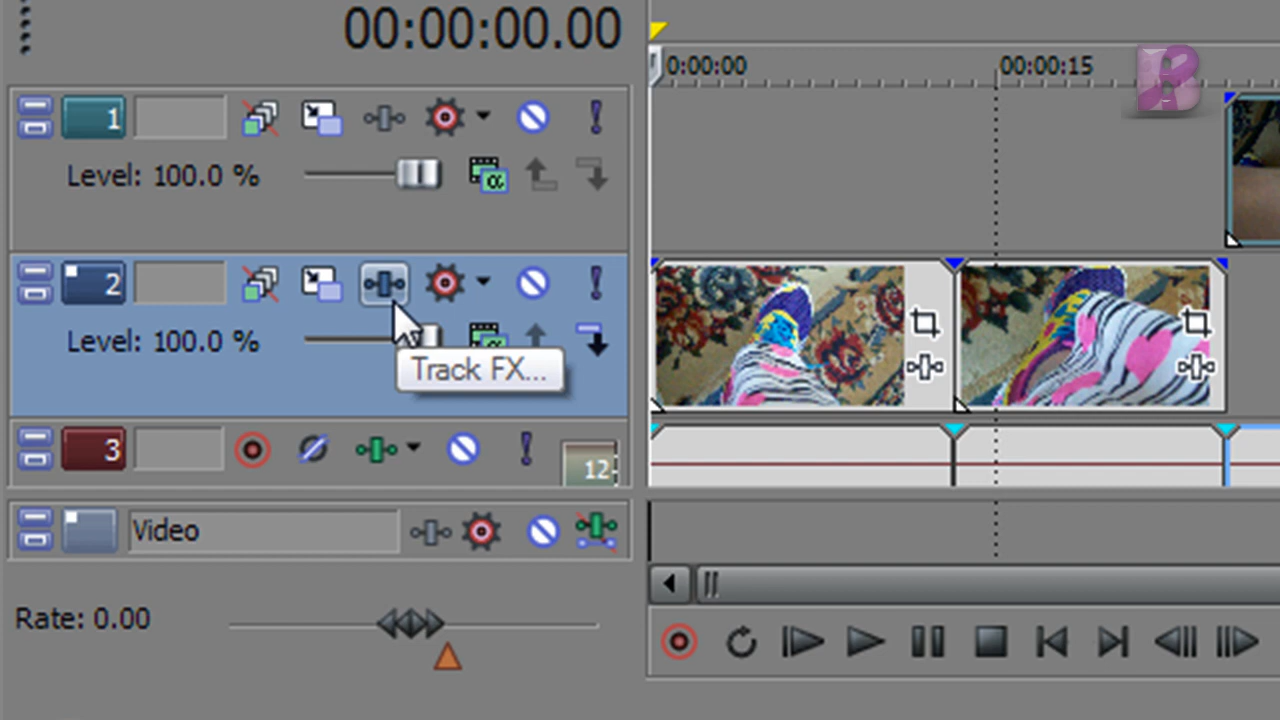 00:00:00.00
0:00:00
00:00:15
B
1
Level: 100.0 %
2
Level: 100.0 %
Track FX...
3
12-
Video
Rate: 0.00